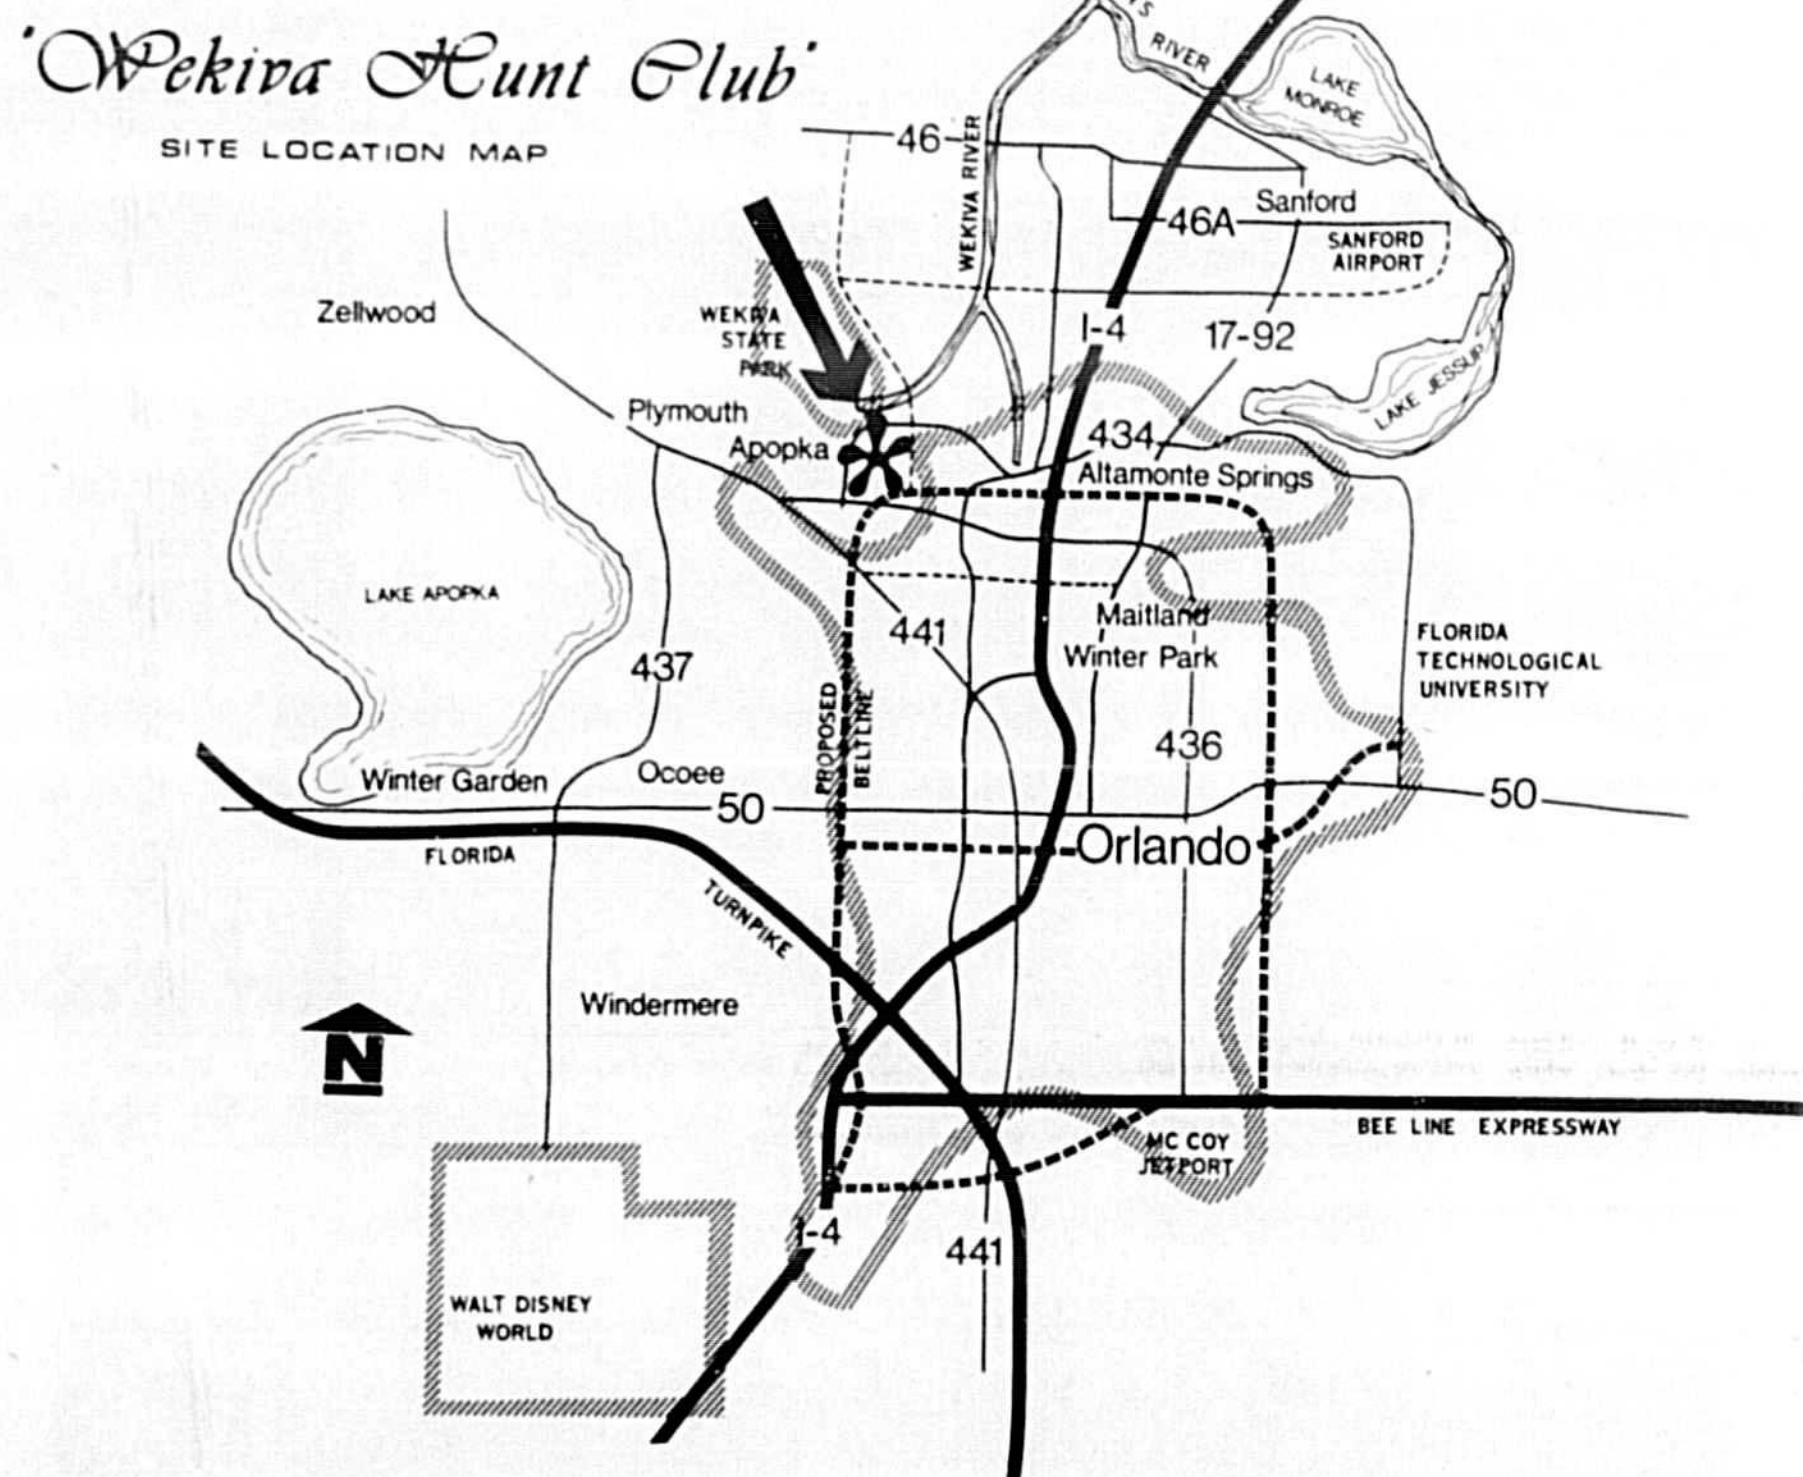 'Wekiva Hunt Club'
SITE LOCATION MAP
RIVER
LAKE
MONROE
46
WEKIVA RIVER
Sanford
46A
SANFORD
AIRPORT
Zellwood
WEKIVA
STATE
PARK
I-4
17-92
LAKE JESSUP
Plymouth
Apopka
434
Altamonte Springs
LAKE APOPKA
441
Maitland
Winter Park
FLORIDA
TECHNOLOGICAL
UNIVERSITY
437
PROPOSED
BELTLINE
436
Winter Garden
Ocoee
50
50
FLORIDA
TURNPIKE
Orlando
Windermere
N
BEE LINE EXPRESSWAY
MC COY
JETPORT
I-4
441
WALT DISNEY
WORLD